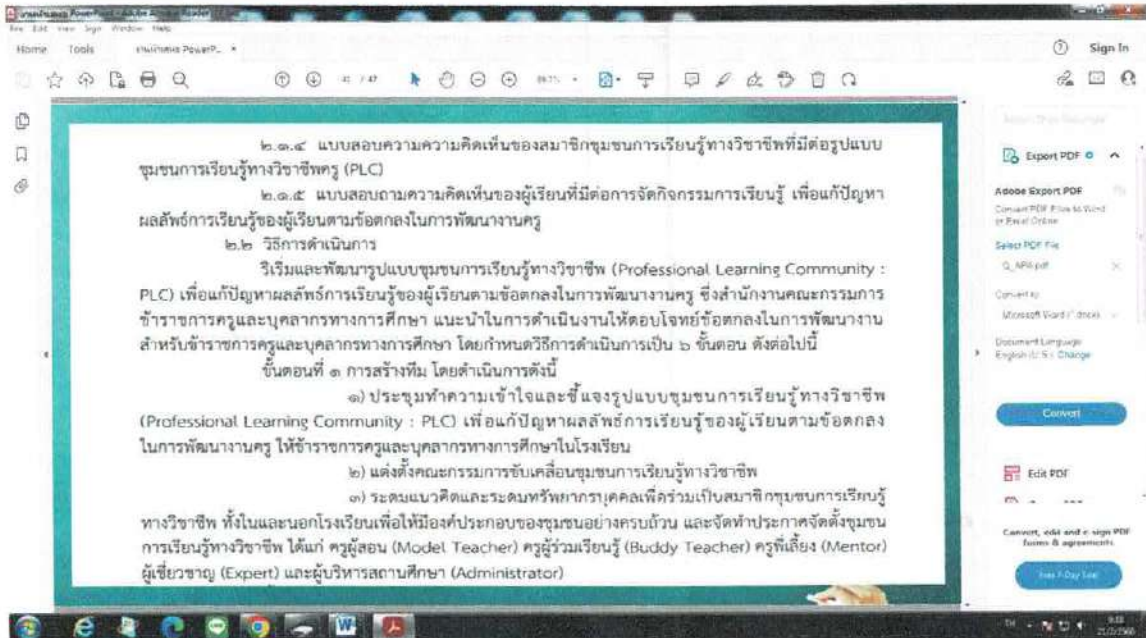 File Edit View Sign Window Help
Home Tools
Sign In
/ 47
๒.๑.๔ แบบสอบความความคิดเห็นของสมาชิกชุมชนการเรียนรู้ทางวิชาชีพที่มีต่อรูปแบบ
ชุมชนการเรียนรู้ทางวิชาชีพครู (PLC)
๒.๑.๕ แบบสอบถามความคิดเห็นของผู้เรียนที่มีต่อการจัดกิจกรรมการเรียนรู้ เพื่อแก้ปัญหา
ผลลัพธ์การเรียนรู้ของผู้เรียนตามข้อตกลงในการพัฒนางานครู
๒.๒ วิธีการดำเนินการ
ริเริ่มและพัฒนารูปแบบชุมชนการเรียนรู้ทางวิชาชีพ (Professional Learning Community :
PLC) เพื่อแก้ปัญหาผลลัพธ์การเรียนรู้ของผู้เรียนตามข้อตกลงในการพัฒนางานครู ซึ่งสำนักงานคณะกรรมการ
ข้าราชการครูและบุคลากรทางการศึกษา แนะนำในการดำเนินงานให้ตอบโจทย์ข้อตกลงในการพัฒนางาน
สำหรับข้าราชการครูและบุคลากรทางการศึกษา โดยกำหนดวิธีการดำเนินการเป็น ๖ ขั้นตอน ดังต่อไปนี้
ขั้นตอนที่ ๑ การสร้างทีม โดยดำเนินการดังนี้
๑) ประชุมทำความเข้าใจและชี้แจงรูปแบบชุมชนการเรียนรู้ทางวิชาชีพ
(Professional Learning Community : PLC) เพื่อแก้ปัญหาผลลัพธ์การเรียนรู้ของผู้เรียนตามข้อตกลง
ในการพัฒนางานครู ให้ข้าราชการครูและบุคลากรทางการศึกษาในโรงเรียน
๒) แต่งตั้งคณะกรรมการขับเคลื่อนชุมชนการเรียนรู้ทางวิชาชีพ
๓) ระดมแนวคิดและระดมทรัพยากรบุคคลเพื่อร่วมเป็นสมาชิกชุมชนการเรียนรู้
ทางวิชาชีพ ทั้งในและนอกโรงเรียนเพื่อให้มีองค์ประกอบของชุมชนอย่างครบถ้วน และจัดทำประกาศจัดตั้งชุมชน
การเรียนรู้ทางวิชาชีพ ได้แก่ ครูผู้สอน (Model Teacher) ครูผู้ร่วมเรียนรู้ (Buddy Teacher) ครูพี่เลี้ยง (Mentor)
ผู้เชี่ยวชาญ (Expert) และผู้บริหารสถานศึกษา (Administrator)
Export PDF
Adobe Export PDF
Convert PDF Files to Word
or Excel Online
Select PDF File
Convert to
Document Language:
Change
Convert
Edit PDF
Convert, edit and e-sign PDF
forms & agreements
TH